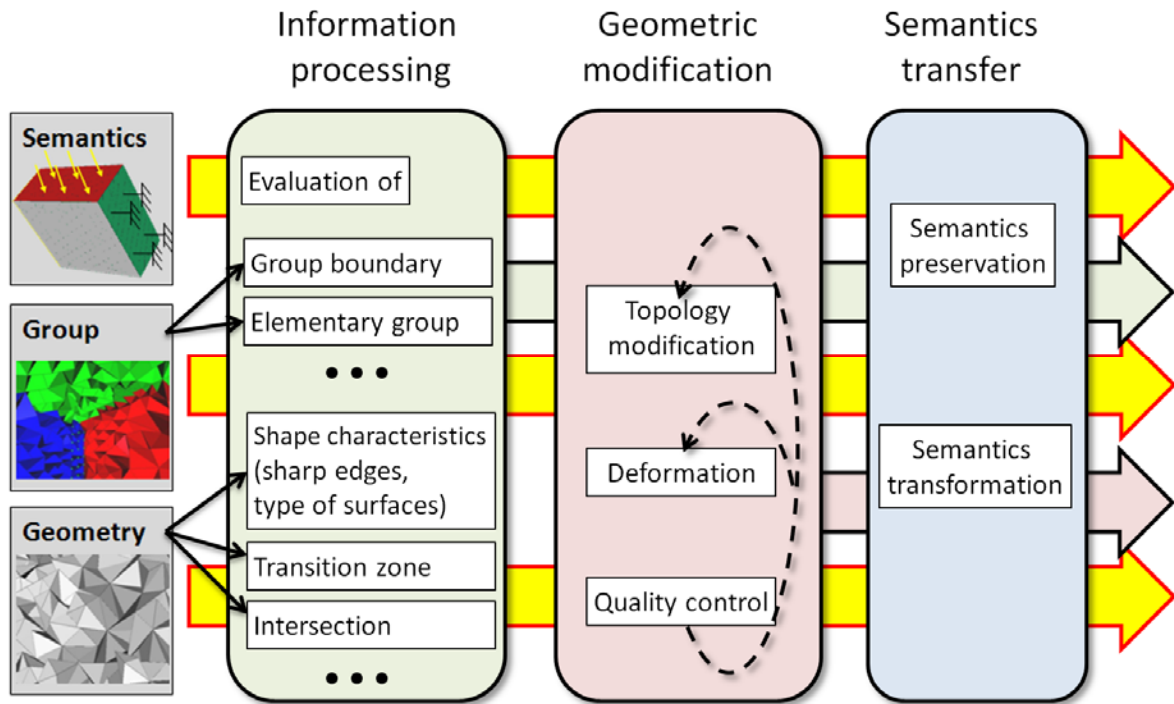 Information
processing
Geometric
modification
Semantics
transfer
Semantics
Group
Geometry
Evaluation of
Group boundary
Elementary group
• • •
Shape characteristics
(sharp edges,
type of surfaces)
Transition zone
Intersection
• • •
Topology
modification
Deformation
Quality control
Semantics
preservation
Semantics
transformation